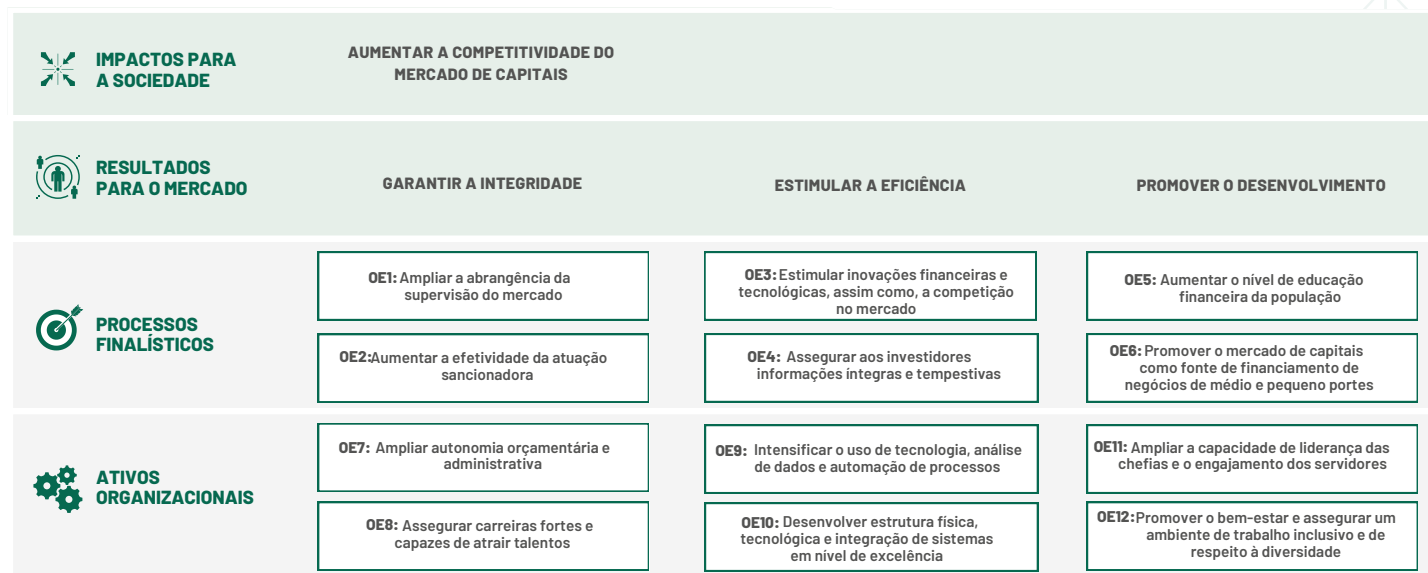 IMPACTOS PARA
A SOCIEDADE
AUMENTAR A COMPETITIVIDADE DO
MERCADO DE CAPITAIS
RESULTADOS
PARA O MERCADO
GARANTIR A INTEGRIDADE
ESTIMULAR A EFICIÊNCIA
PROMOVER O DESENVOLVIMENTO
PROCESSOS
FINALÍSTICOS
OE1: Ampliar a abrangência da
supervisão do mercado
OE3: Estimular inovações financeiras e
tecnológicas, assim como, a competição
no mercado
OE5: Aumentar o nível de educação
financeira da população
OE2:Aumentar a efetividade da atuação
sancionadora
OE4: Assegurar aos investidores
informações íntegras e tempestivas
OE6: Promover o mercado de capitais
como fonte de financiamento de
negócios de médio e pequeno portes
ATIVOS
ORGANIZACIONAIS
OE7: Ampliar autonomia orçamentária e
administrativa
OE9: Intensificar o uso de tecnologia, análise
de dados e automação de processos
OE11: Ampliar a capacidade de liderança das
chefias e o engajamento dos servidores
OE8: Assegurar carreiras fortes e
capazes de atrair talentos
OE10: Desenvolver estrutura física,
tecnológica e integração de sistemas
em nível de excelência
OE12:Promover o bem-estar e assegurar um
ambiente de trabalho inclusivo e de
respeito à diversidade